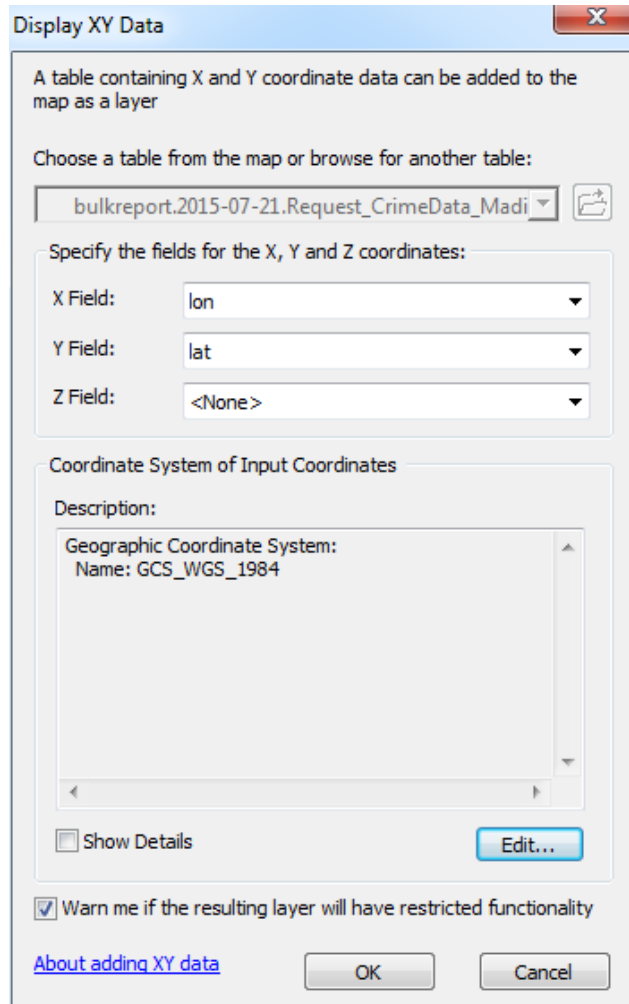 Display XY Data
x
A table containing X and Y coordinate data can be added to the
map as a layer
Choose a table from the map or browse for another table:
bulkreport.2015-07-21.Request_CrimeData_Madi
Specify the fields for the X, Y and Z coordinates:
X Field: lon
Y Field: lat
Z Field: <None>
Coordinate System of Input Coordinates
Description:
Geographic Coordinate System:
Name: GCS_WGS_1984
Show Details Edit...
Warn me if the resulting layer will have restricted functionality
About adding XY data OK Cancel